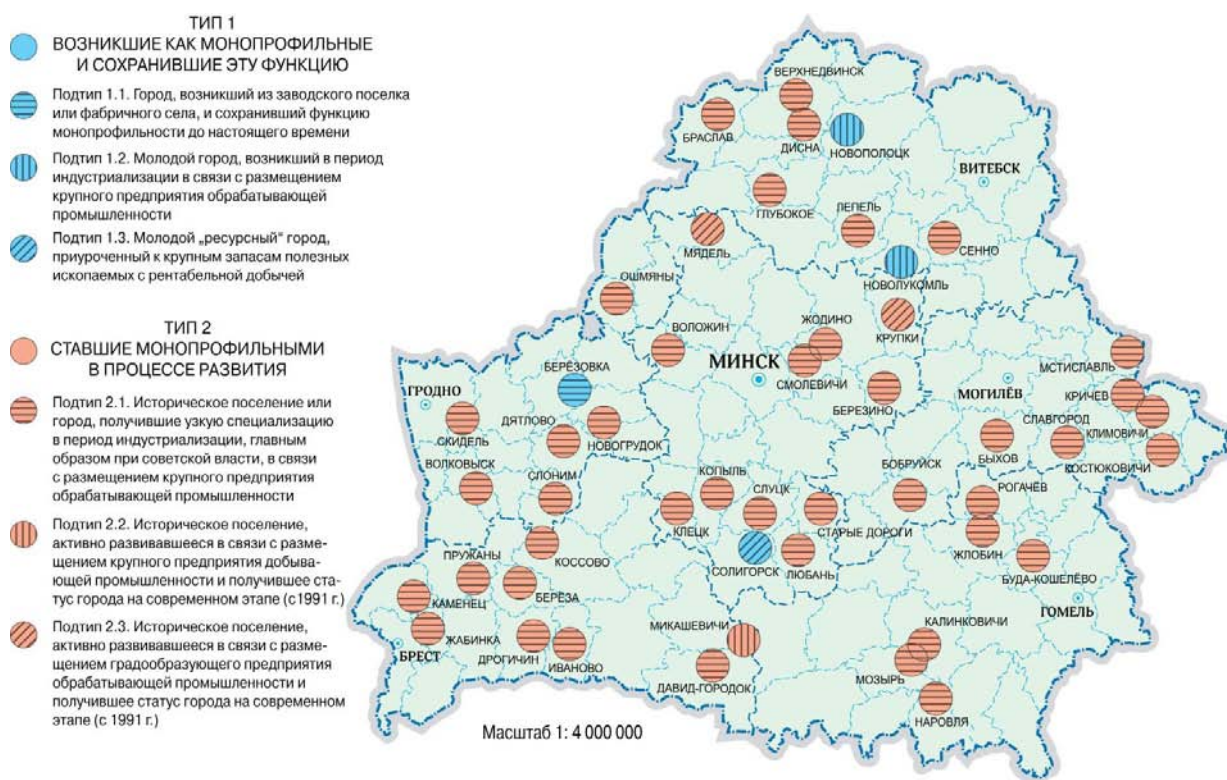 ТИП 1
ВОЗНИКШИЕ КАК МОНОПРОФИЛЬНЫЕ
И СОХРАНИВШИЕ ЭТУ ФУНКЦИЮ
Подтип 1.1. Город, возникший из заводского поселка
или фабричного села, и сохранивший функцию
монопрофильности до настоящего времени
Подтип 1.2. Молодой город, возникший в период
индустриализации в связи с размещением
крупного предприятия обрабатывающей
промышленности
Подтип 1.3. Молодой „ресурсный" город,
приуроченный к крупным запасам полезных
ископаемых с рентабельной добычей
ТИП 2
СТАВШИЕ МОНОПРОФИЛЬНЫМИ
В ПРОЦЕССЕ РАЗВИТИЯ
Подтип 2.1. Историческое поселение или
город, получившие узкую специализацию
в период индустриализации, главным
образом при советской власти, в связи
с размещением крупного предприятия
обрабатывающей промышленности
Подтип 2.2. Историческое поселение,
активно развивавшееся в связи с разме-
щением крупного предприятия добыва-
ющей промышленности и получившее ста-
тус города на современном этапе (с 1991 г.)
Подтип 2.3. Историческое поселение,
активно развивавшееся в связи с разме-
щением градообразующего предприятия
обрабатывающей промышленности и
получившее статус города на современном
этапе (с 1991 г.)
ВЕРХНЕДВИНСК
БРАСЛАВ
ДИСНА
НОВОПОЛОЦК
ВИТЕБСК
ГЛУБОКОЕ
ЛЕПЕЛЬ
СЕННО
МЯДЕЛЬ
НОВОЛУКОМЛЬ
ОШМЯНЫ
ВОЛОЖИН
ЖОДИНО
КРУПКИ
МИНСК
СМОЛЕВИЧИ
МСТИСЛАВЛЬ
БЕРЁЗОВКА
ГРОДНО
БЕРЕЗИНО
МОГИЛЁВ
КРИЧЕВ
ДЯТЛОВО
СЛАВГОРОД
КЛИМОВИЧИ
СКИДЕЛЬ
НОВОГРУДОК
БЫХОВ
КОСТЮКОВИЧИ
ВОЛКОВЫСК
СЛОНИМ
КОПЫЛЬ
СЛУЦК
БОБРУЙСК
РОГАЧЁВ
КЛЕЦК
СТАРЫЕ ДОРОГИ
ЖЛОБИН
КОССОВО
СОЛИГОРСК
ЛЮБАНЬ
БУДА-КОШЕЛЁВО
ПРУЖАНЫ
КАМЕНЕЦ
БЕРЁЗА
ГОМЕЛЬ
МИКАШЕВИЧИ
КАЛИНКОВИЧИ
ЖАБИНКА
БРЕСТ
ДРОГИЧИН
ИВАНОВО
ДАВИД-ГОРОДОК
МОЗЫРЬ
НАРОВЛЯ
Масштаб 1: 4 000 000